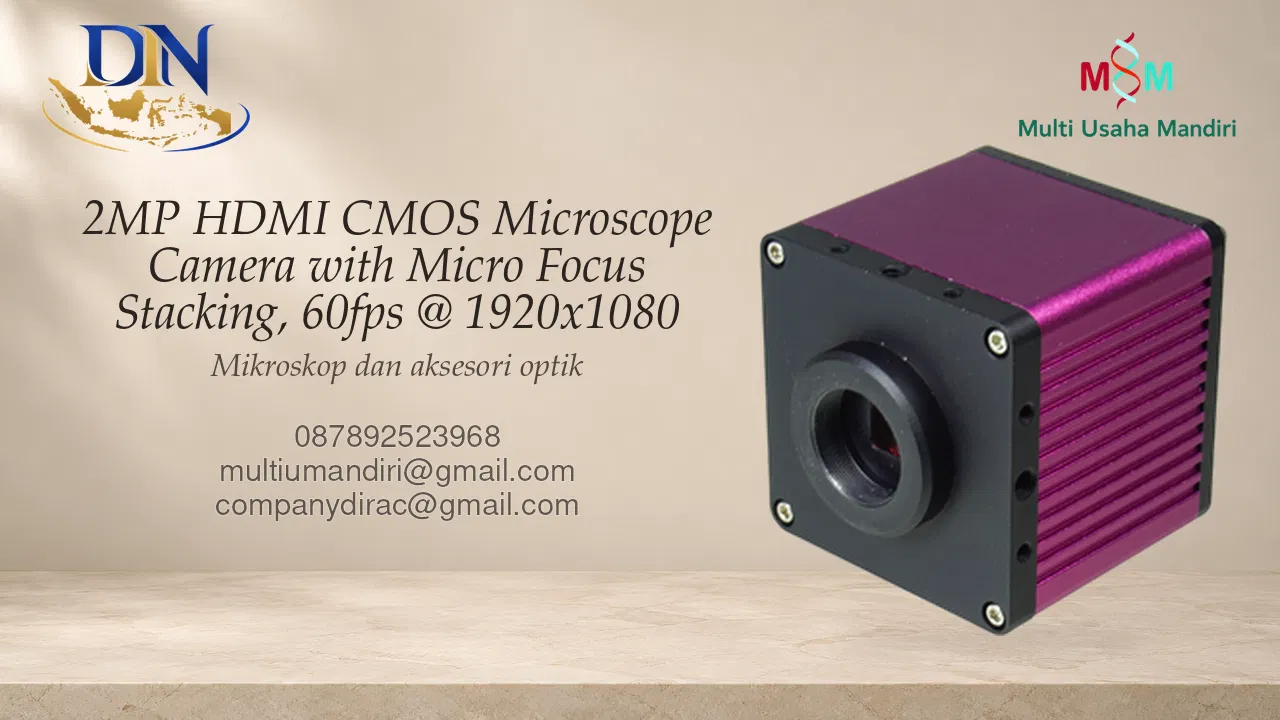 DN
M M
Multi Usaha Mandiri
2MP HDMI CMOS Microscope
Camera with Micro Focus
Stacking, 60fps @ 1920x1080
Mikroskop dan aksesori optik
087892523968
multiumandiri@gmail.com
companydirac@gmail.com